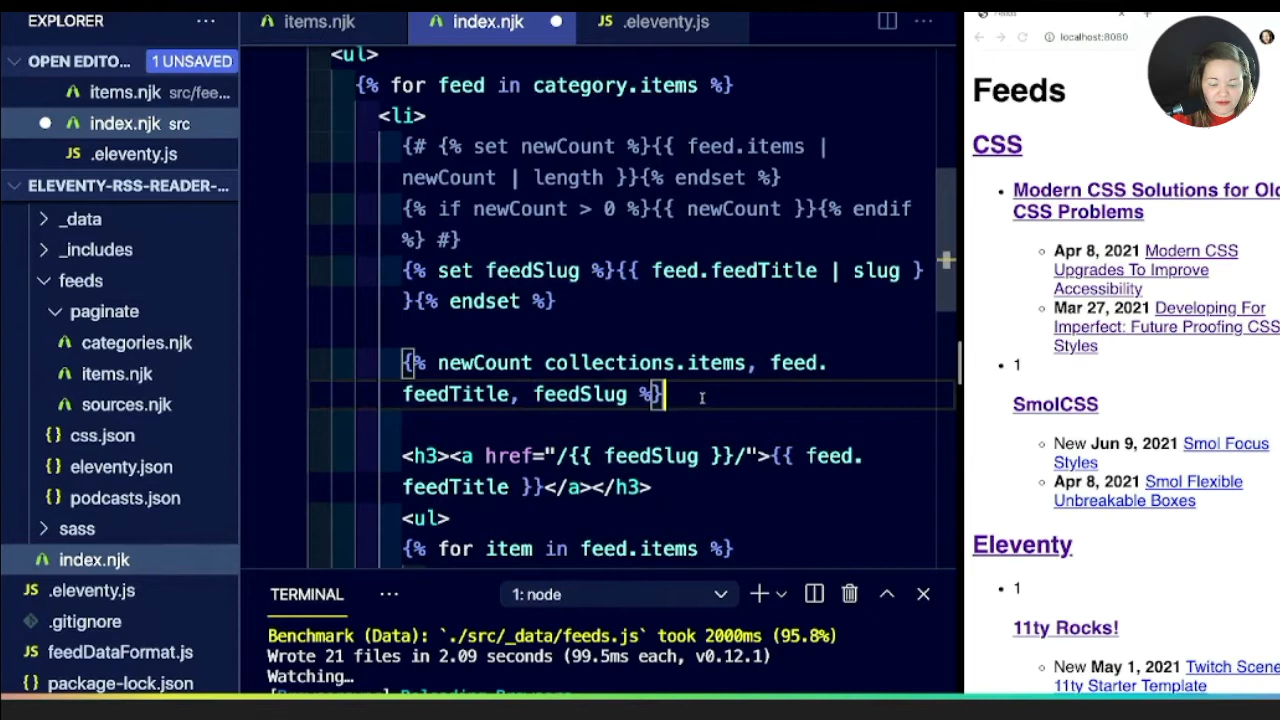 EXPLORER
OPEN EDITO... 1 UNSAVED
items.njk src/fee...
index.njk src
.eleventy.js
ELEVENTY-RSS-READER-...
_data
_includes
feeds
paginate
categories.njk
items.njk
sources.njk
css.json
eleventy.json
podcasts.json
sass
index.njk
.eleventy.js
.gitignore
feedDataFormat.js
package-lock.json
items.njk index.njk .eleventy.js
<ul>
{% for feed in category.items %}
<li>
{# {% set newCount %}{{ feed.items |
newCount | length }}{% endset %}
{% if newCount > 0 %}{{ newCount }}{% endif
%} #}
{% set feedSlug %}{{ feed.feedTitle | slug }
}{% endset %}
{% newCount collections.items, feed.
feedTitle, feedSlug %}
<h3><a href="/{{ feedSlug }}/">{{ feed.
feedTitle }}</a></h3>
<ul>
{% for item in feed.items %}
TERMINAL ... 1: node
Benchmark (Data): `./src/_data/feeds.js` took 2000ms (95.8%)
Wrote 21 files in 2.09 seconds (99.5ms each, v0.12.1)
Watching…
localhost:8080
Feeds
CSS
Modern CSS Solutions for Old
CSS Problems
Apr 8, 2021 Modern CSS
Upgrades To Improve
Accessibility
Mar 27, 2021 Developing For
Imperfect: Future Proofing CSS
Styles
1
SmolCSS
New Jun 9, 2021 Smol Focus
Styles
Apr 8, 2021 Smol Flexible
Unbreakable Boxes
Eleventy
1
11ty Rocks!
New May 1, 2021 Twitch Scene
11ty Starter Template